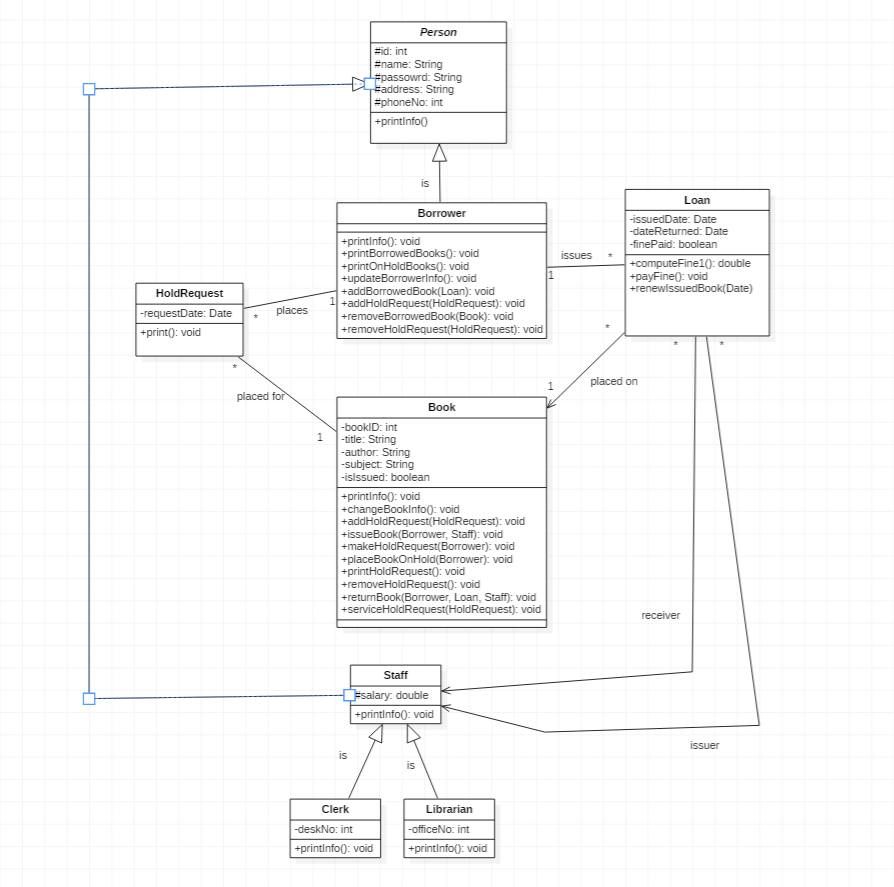 Person
#id: int
#name: String
#passowrd: String
#address: String
#phoneNo: int
+printInfo()
is
Borrower
+printInfo(): void
+printBorrowedBooks(): void
+printOnHoldBooks(): void
+updateBorrowerInfo(): void
+addBorrowedBook(Loan): void
+addHoldRequest(HoldRequest): void
+removeBorrowedBook(Book): void
+removeHoldRequest(HoldRequest): void
issues
1
*
Loan
-issuedDate: Date
-dateReturned: Date
-finePaid: boolean
+computeFine1(): double
+payFine(): void
+renewIssuedBook(Date)
HoldRequest
-requestDate: Date
+print(): void
*
places
1
*
placed for
1
*
placed on
1
Book
-bookID: int
-title: String
-author: String
-subject: String
-isIssued: boolean
+printInfo(): void
+changeBookInfo(): void
+addHoldRequest(HoldRequest): void
+issueBook(Borrower, Staff): void
+makeHoldRequest(Borrower): void
+placeBookOnHold(Borrower): void
+printHoldRequest(): void
+removeHoldRequest(): void
+returnBook(Borrower, Loan, Staff): void
+serviceHoldRequest(HoldRequest): void
*
*
receiver
issuer
Staff
#salary: double
+printInfo(): void
is
is
Clerk
-deskNo: int
+printInfo(): void
Librarian
-officeNo: int
+printInfo(): void